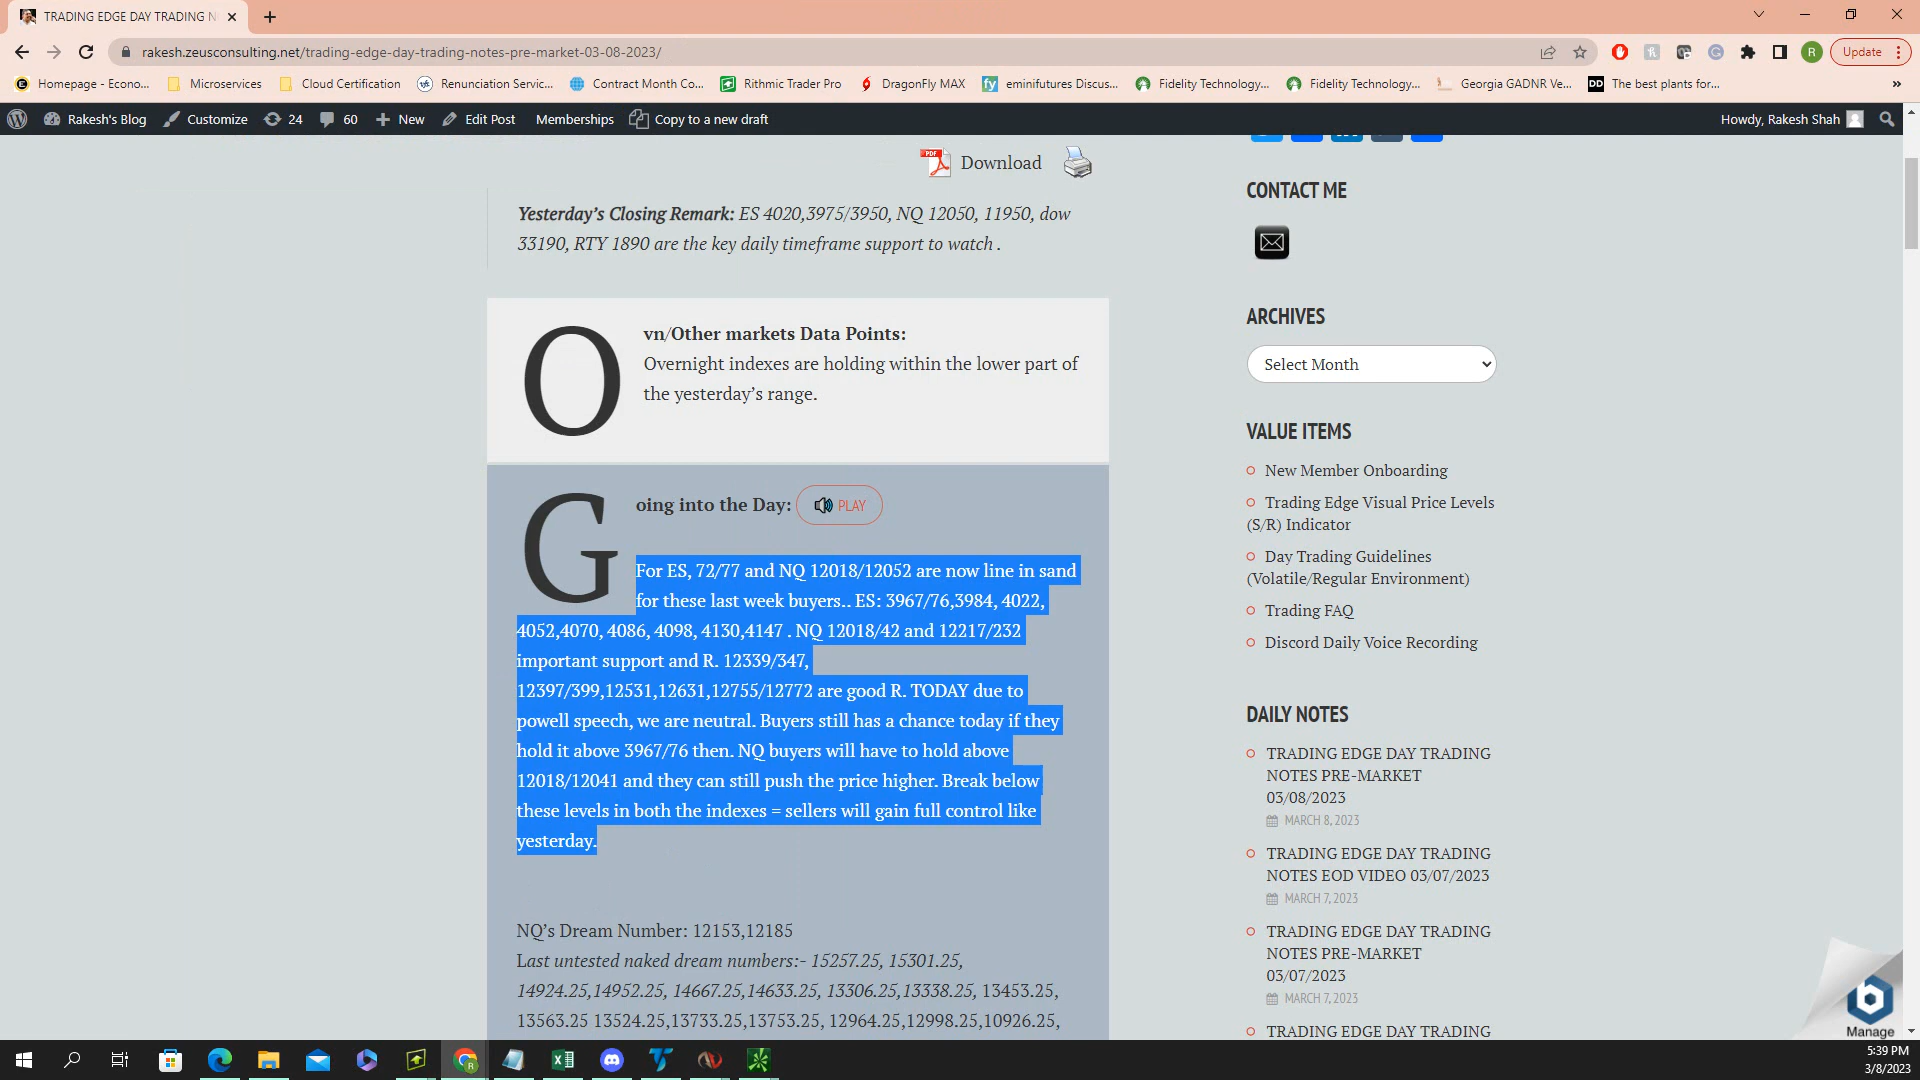 TRADING EDGE DAY TRADING N
rakesh.zeusconsulting.net/trading-edge-day-trading-notes-pre-market-03-08-2023/
R
Update
Homepage - Econo...
Microservices
Cloud Certification
Renunciation Servic...
Contract Month Co...
Rithmic Trader Pro
DragonFly MAX
eminifutures Discus...
Fidelity Technology...
Fidelity Technology...
Georgia GADNR Ve...
DD The best plants for...
»
Rakesh's Blog
Customize
24
60
New
Edit Post
Memberships
Copy to a new draft
Howdy, Rakesh Shah
PDF
Download
Yesterday's Closing Remark: ES 4020,3975/3950, NQ 12050, 11950, dow
33190, RTY 1890 are the key daily timeframe support to watch .
Ovn/Other markets Data Points:
Overnight indexes are holding within the lower part of
the yesterday's range.
Going into the Day: PLAY
For ES, 72/77 and NQ 12018/12052 are now line in sand
for these last week buyers.. ES: 3967/76,3984, 4022,
4052,4070, 4086, 4098, 4130,4147 . NQ 12018/42 and 12217/232
important support and R. 12339/347,
12397/399,12531,12631,12755/12772 are good R. TODAY due to
powell speech, we are neutral. Buyers still has a chance today if they
hold it above 3967/76 then. NQ buyers will have to hold above
12018/12041 and they can still push the price higher. Break below
these levels in both the indexes = sellers will gain full control like
yesterday.
NQ's Dream Number: 12153,12185
Last untested naked dream numbers:- 15257.25, 15301.25,
14924.25,14952.25, 14667.25,14633.25, 13306.25,13338.25, 13453.25,
13563.25 13524.25,13733.25,13753.25, 12964.25,12998.25,10926.25,
CONTACT ME
ARCHIVES
Select Month
VALUE ITEMS
New Member Onboarding
Trading Edge Visual Price Levels
(S/R) Indicator
Day Trading Guidelines
(Volatile/Regular Environment)
Trading FAQ
Discord Daily Voice Recording
DAILY NOTES
TRADING EDGE DAY TRADING
NOTES PRE-MARKET
03/08/2023
MARCH 8, 2023
TRADING EDGE DAY TRADING
NOTES EOD VIDEO 03/07/2023
MARCH 7, 2023
TRADING EDGE DAY TRADING
NOTES PRE-MARKET
03/07/2023
MARCH 7, 2023
TRADING EDGE DAY TRADING
Manage
5:39 PM
3/8/2023